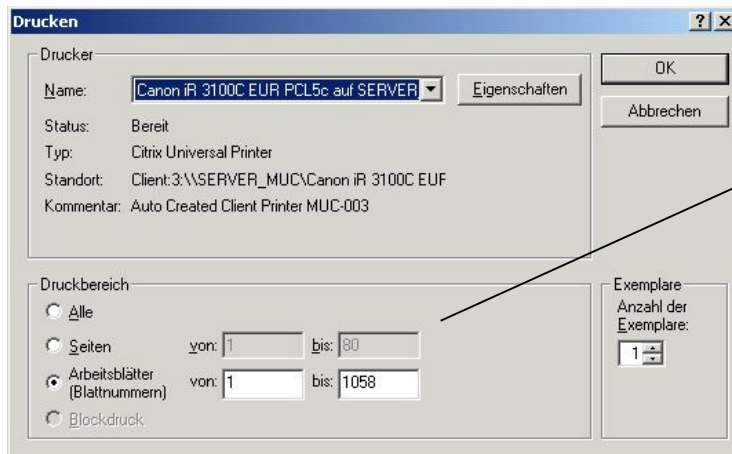 Drucken
Drucker
Name: Canon iR 3100C EUR PCL5c auf SERVER Eigenschaften
Status: Bereit
Typ: Citrix Universal Printer
Standort: Client:3:\\SERVER_MUC\Canon iR 3100C EUF
Kommentar: Auto Created Client Printer MUC-003
OK
Abbrechen
Druckbereich
Alle
Seiten von: 1 bis: 80
Arbeitsblätter (Blattnummern) von: 1 bis: 1058
Blockdruck
Exemplare
Anzahl der
Exemplare:
1